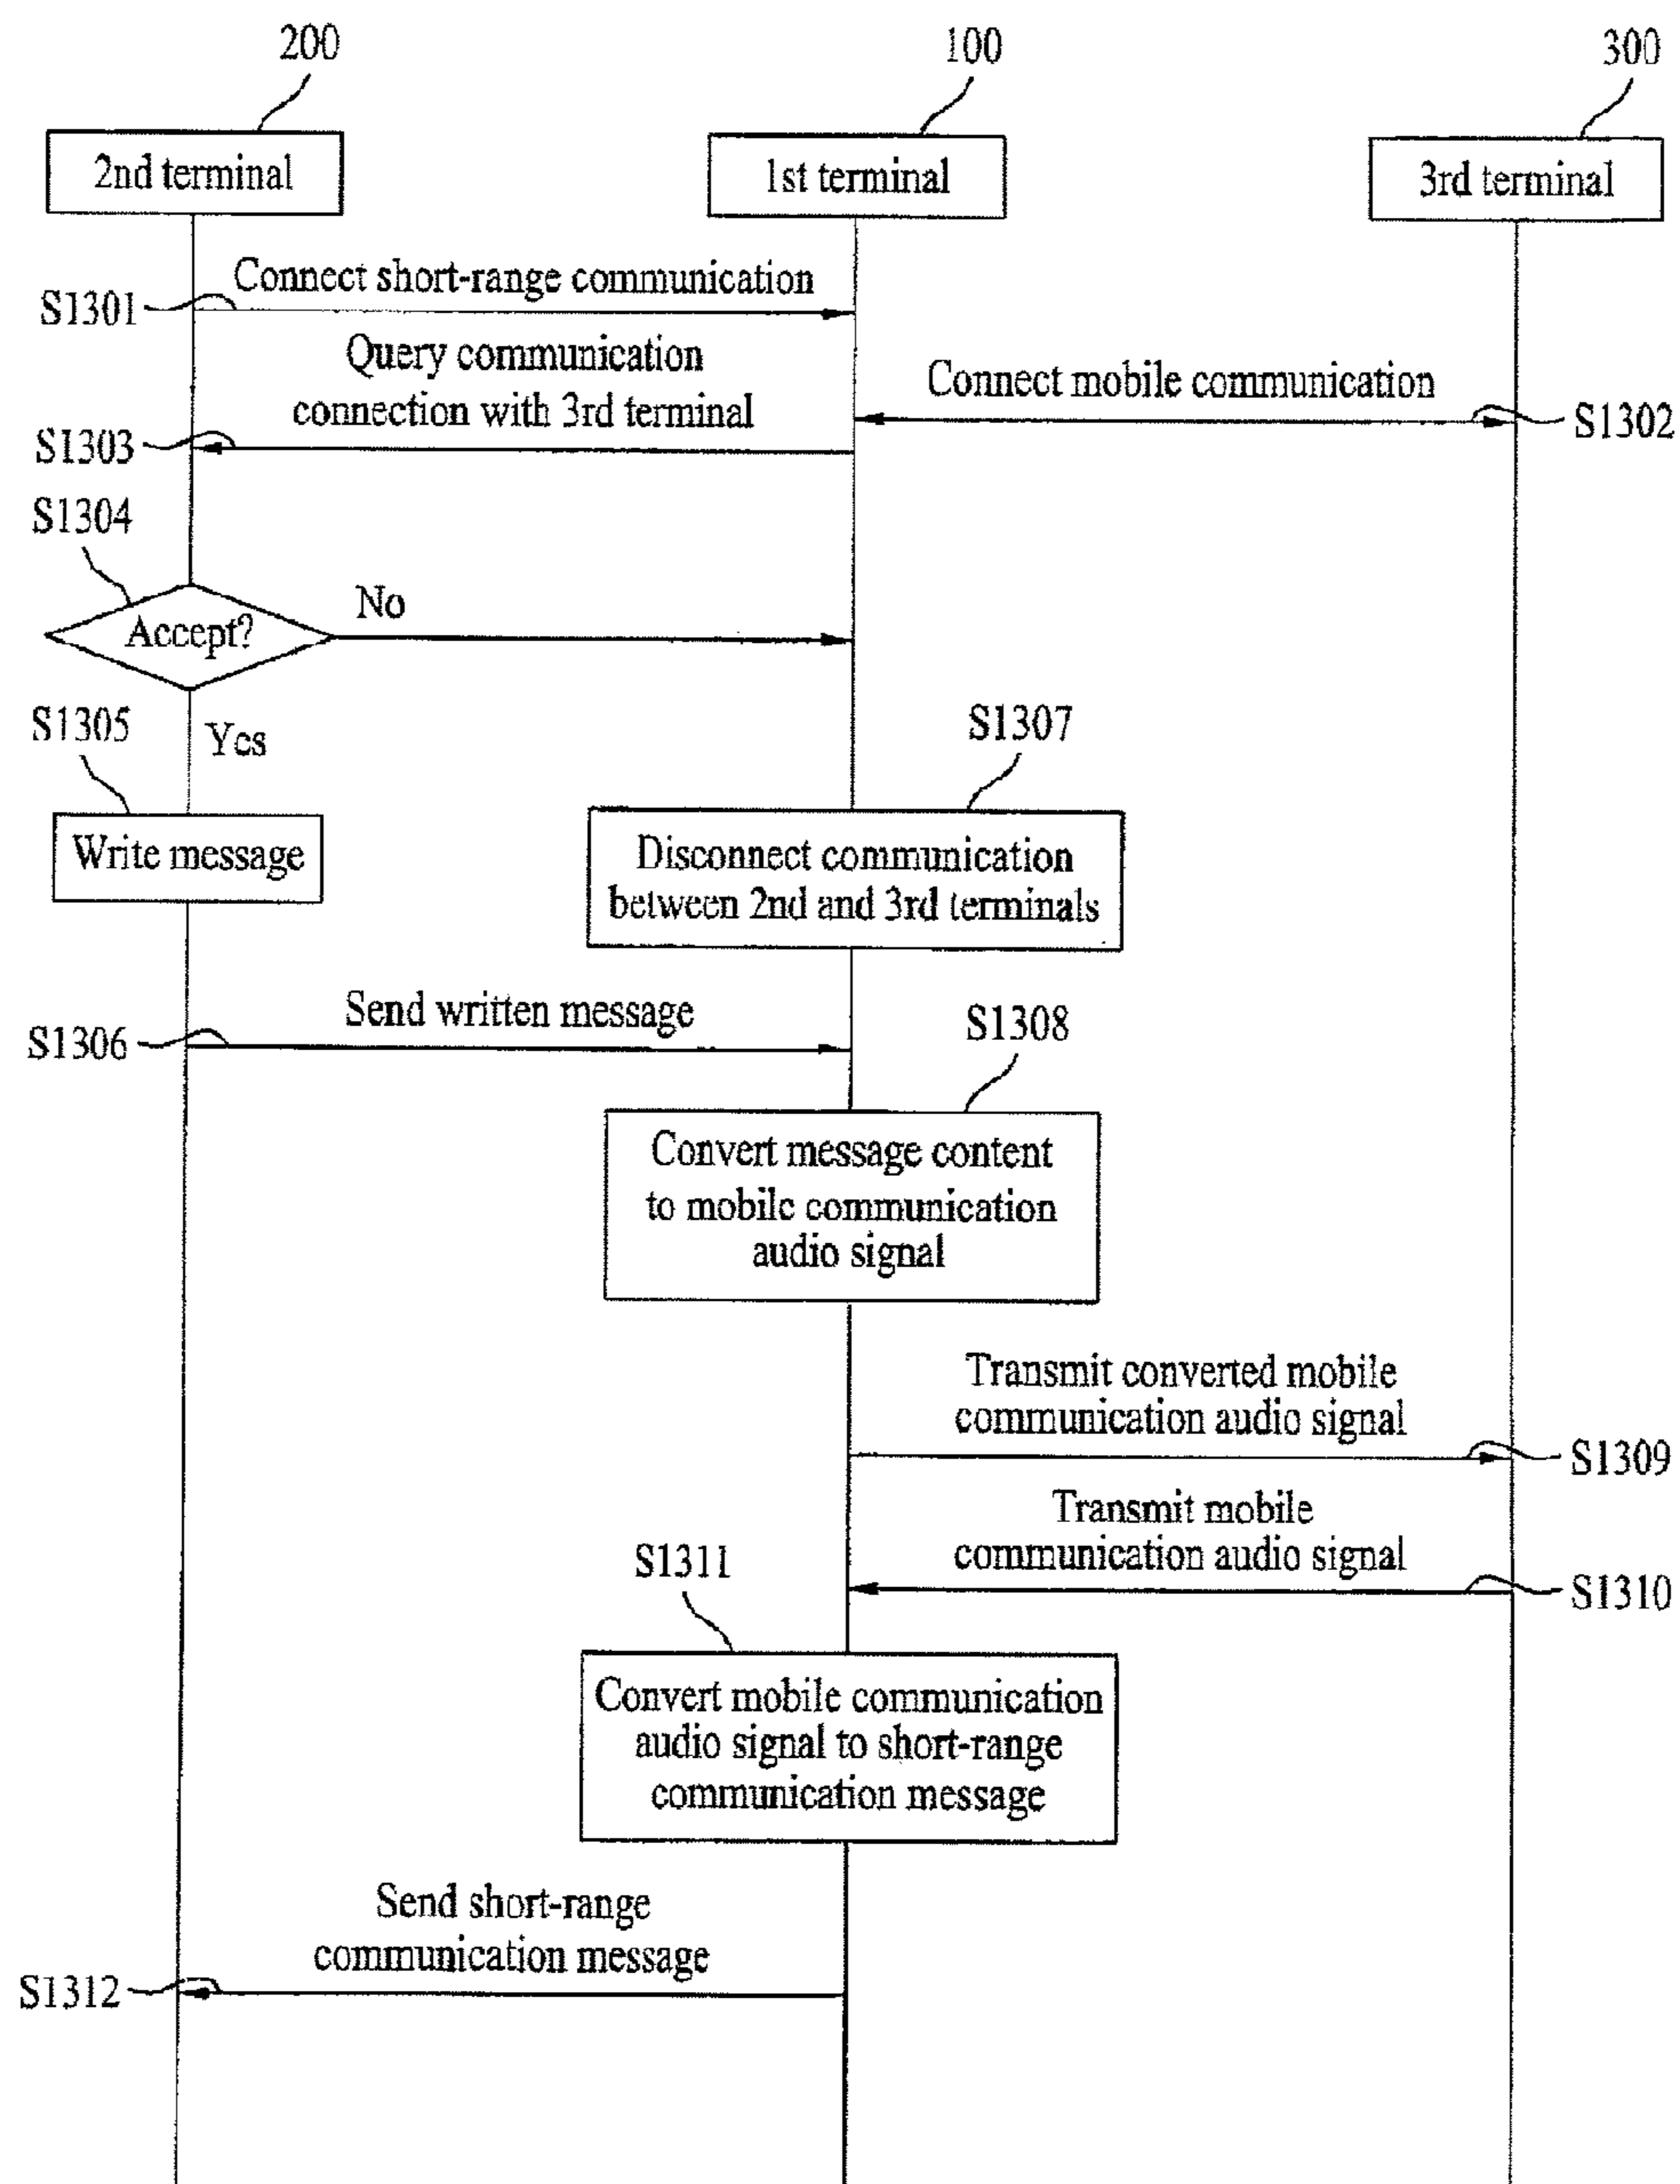 200
100
300
2nd terminal
1st terminal
3rd terminal
Connect short-range communication
S1301
Query communication
connection with 3rd terminal
Connect mobile communication
S1302
S1303
S1304
Accept?
No
S1305
Yes
S1307
Write message
Disconnect communication
between 2nd and 3rd terminals
Send written message
S1306
S1308
Convert message content
to mobile communication
audio signal
Transmit converted mobile
communication audio signal
S1309
Transmit mobile
communication audio signal
S1310
S1311
Convert mobile communication
audio signal to short-range
communication message
Send short-range
communication message
S1312